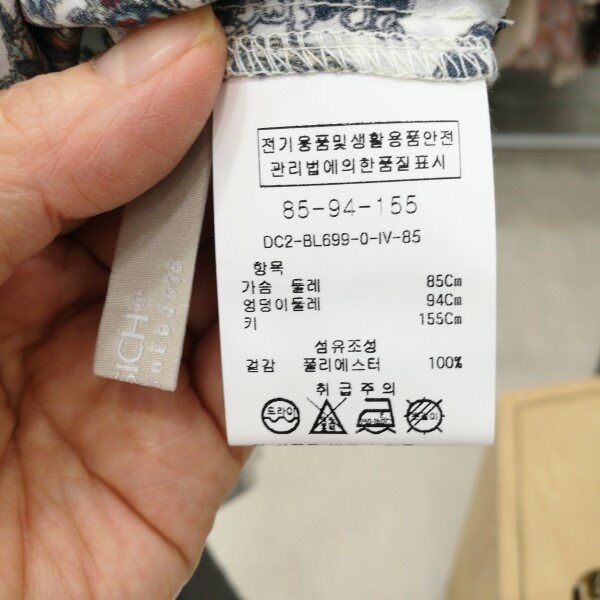 전기용품및생활용품안전
관리법에의한품질표시
85-94-155
DC2-BL699-0-IV-85
항목
가슴 둘레 85Cm
엉덩이둘레 94Cm
키 155Cm
섬유조성
겉감 폴리에스터 100%
취급주의
드라이